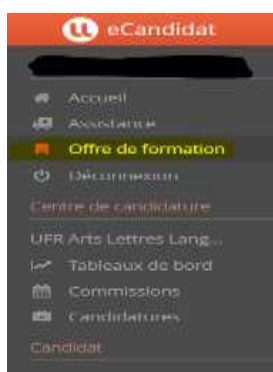 eCandidat
Accueil
Assistance
Offre de formation
Déconnexion
Centre de candidature
UFR Arts Lettres Lang...
Tableaux de bord
Commissions
Candidatures
Candidat